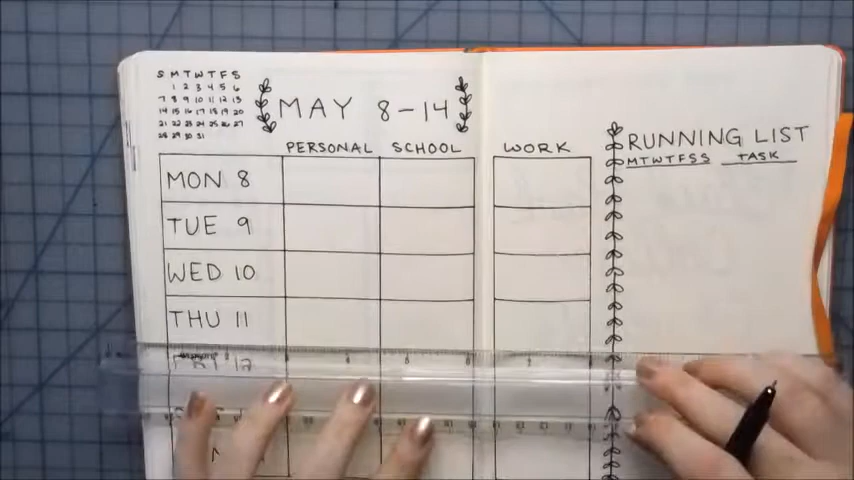 S M T W T F S
1 2 3 4 5 6
7 8 9 10 11 12 13
14 15 16 17 18 19 20
21 22 23 24 25 26 27
28 29 30 31
MAY 8-14
PERSONAL SCHOOL WORK
RUNNING LIST
MTWTFSS TASK
MON 8
TUE 9
WED 10
THU 11
FRI 12